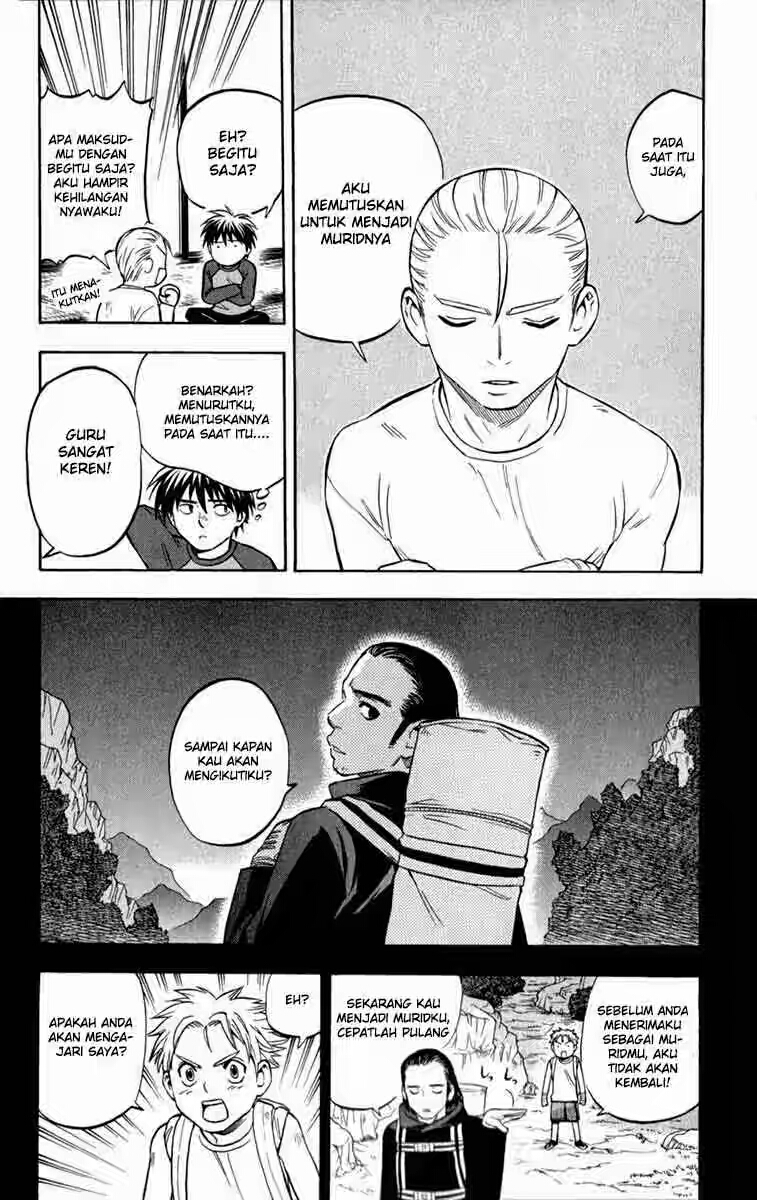 PADA
SAAT ITU
JUGA,
AKU
MEMUTUSKAN
UNTUK MENJADI
MURIDNYA
EH?
BEGITU
SAJA?
APA MAKSUD-
MU DENGAN
BEGITU SAJA?
AKU HAMPIR
KEHILANGAN
NYAWAKU!
ITU MENA-
KUTKAN!
BENARKAH?
MENURUTKU,
MEMUTUSKANNYA
PADA SAAT ITU....
GURU
SANGAT
KEREN!
SAMPAI KAPAN
KAU AKAN
MENGIKUTIKU?
SEBELUM ANDA
MENERIMAKU
SEBAGAI MU-
RIDMU, AKU
TIDAK AKAN
KEMBALI!
SEKARANG KAU
MENJADI MURIDKU,
CEPATLAH PULANG
EH?
APAKAH ANDA
AKAN MENGA-
JARI SAYA?